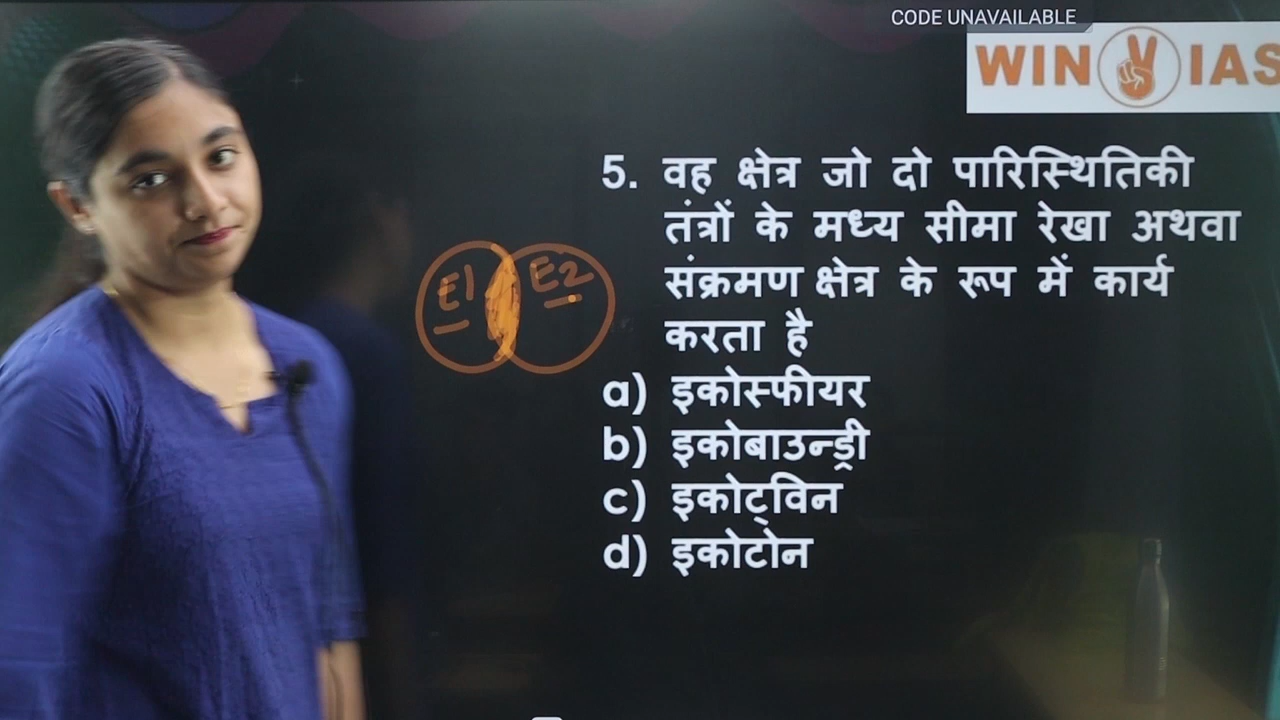 CODE UNAVAILABLE
WIN IAS
5. वह क्षेत्र जो दो पारिस्थितिकी
तंत्रों के मध्य सीमा रेखा अथवा
संक्रमण क्षेत्र के रूप में कार्य
करता है
E1 E2
a) इकोस्फीयर
b) इकोबाउन्ड्री
c) इकोट्विन
d) इकोटोन